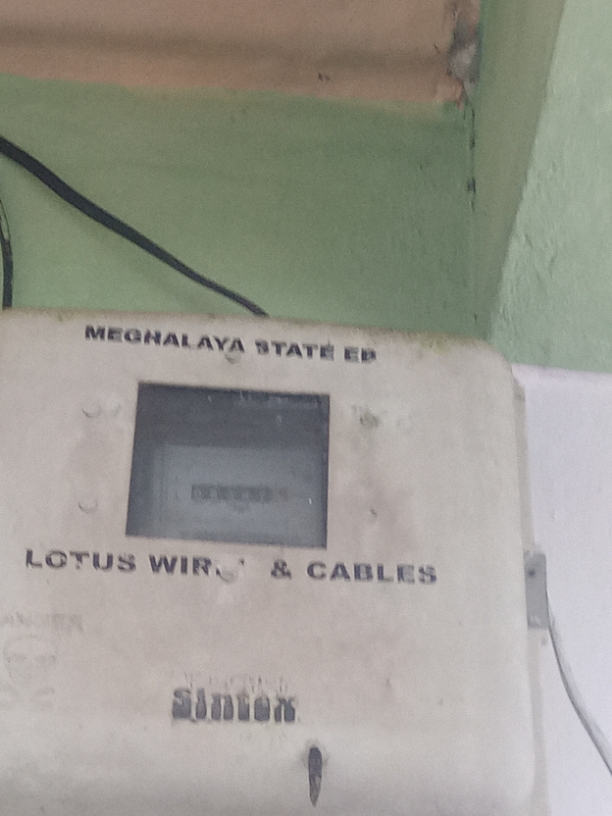 MEGHALAYA STATE EB
LOTUS & CABLES
Sintex